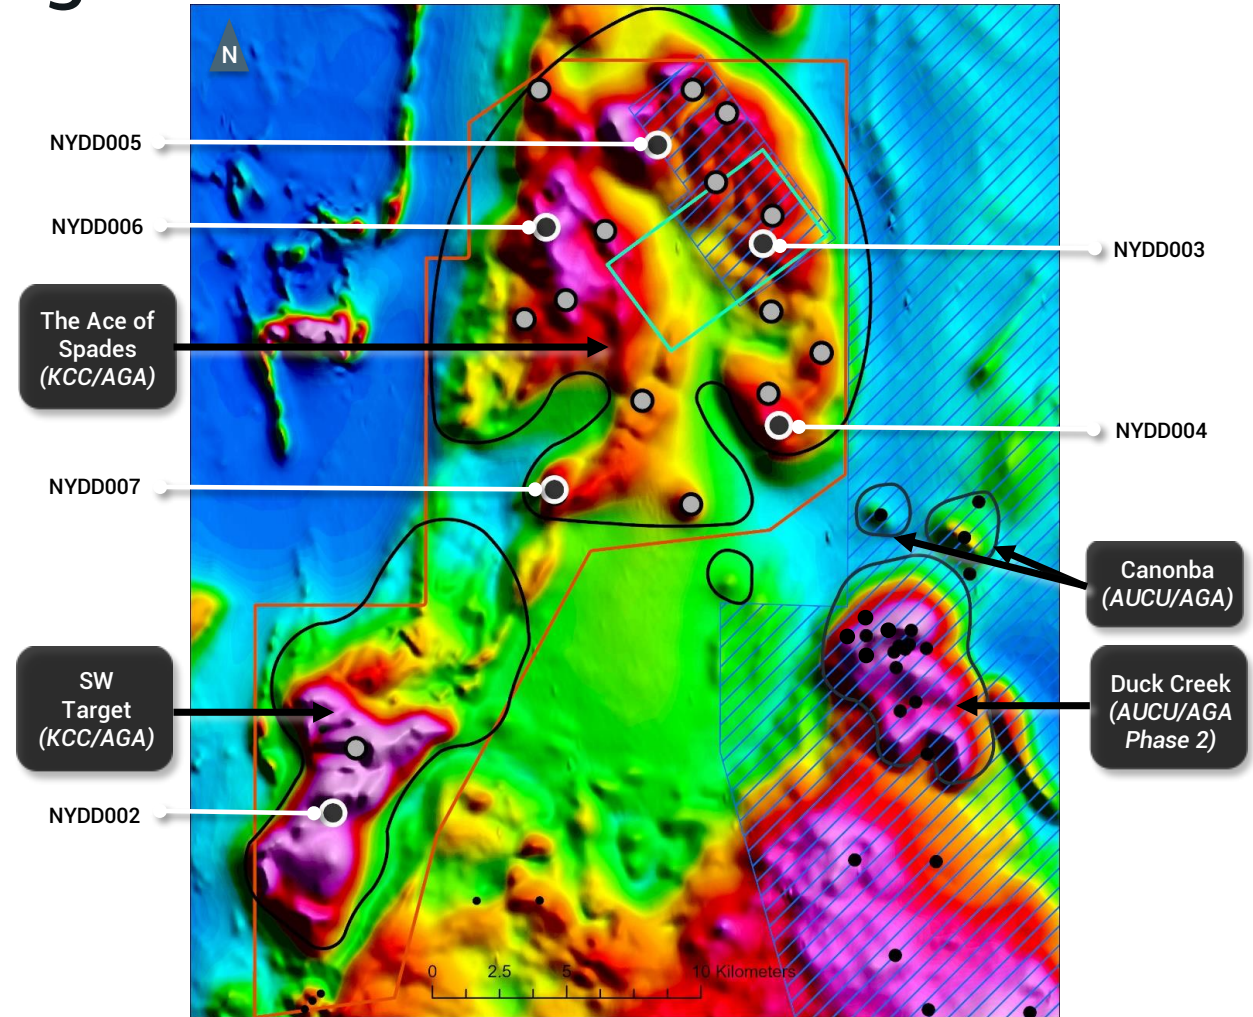 N
NYDD005
NYDD006
NYDD003
The Ace of
Spades
(KCC/AGA)
NYDD004
NYDD007
Canonba
(AUCU/AGA)
SW
Target
(KCC/AGA)
Duck Creek
(AUCU/AGA
Phase 2)
NYDD002
0 2.5 5 10 Kilometers